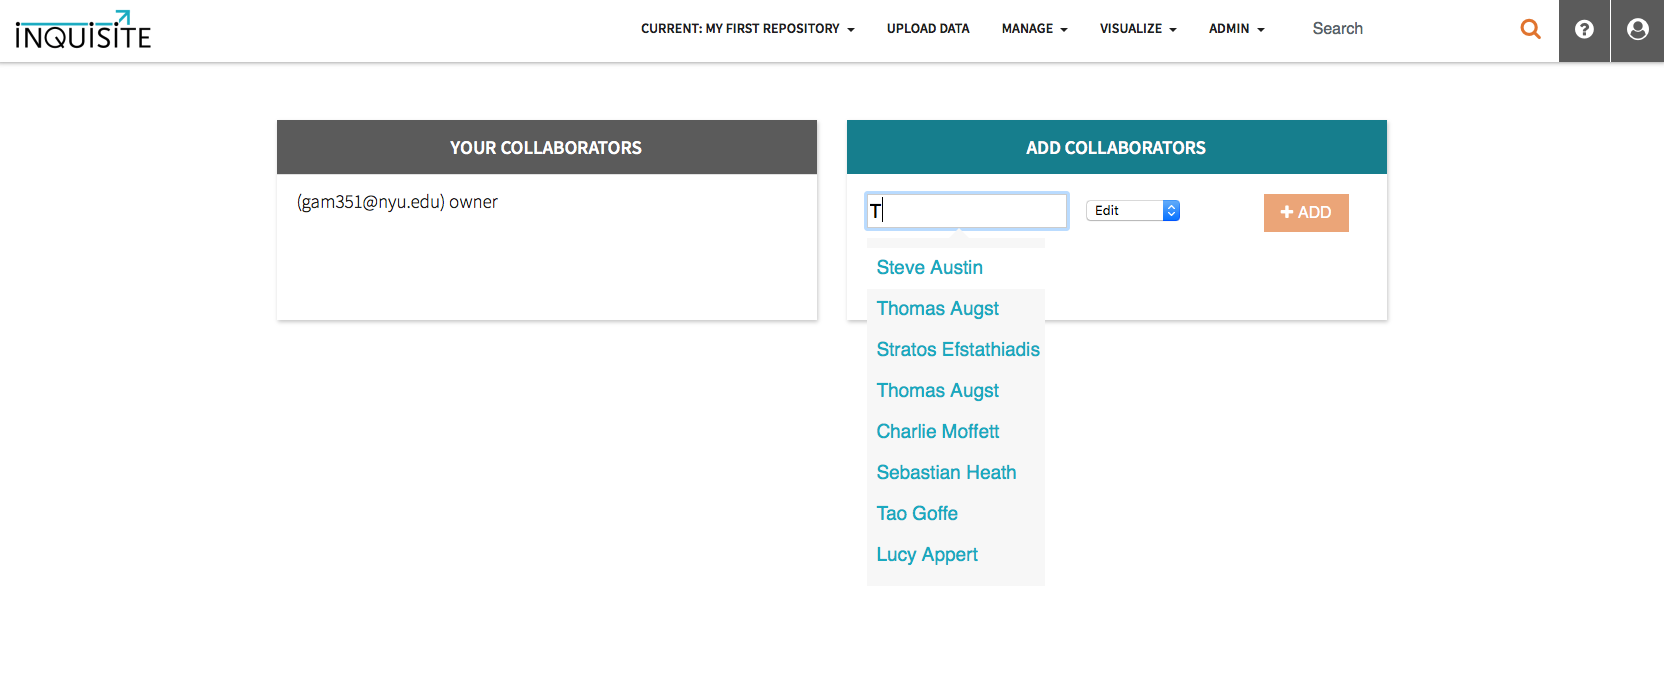 INQUISITE
CURRENT: MY FIRST REPOSITORY UPLOAD DATA MANAGE VISUALIZE ADMIN Search
YOUR COLLABORATORS
(gam351@nyu.edu) owner
ADD COLLABORATORS
T Edit + ADD
Steve Austin
Thomas Augst
Stratos Efstathiadis
Thomas Augst
Charlie Moffett
Sebastian Heath
Tao Goffe
Lucy Appert